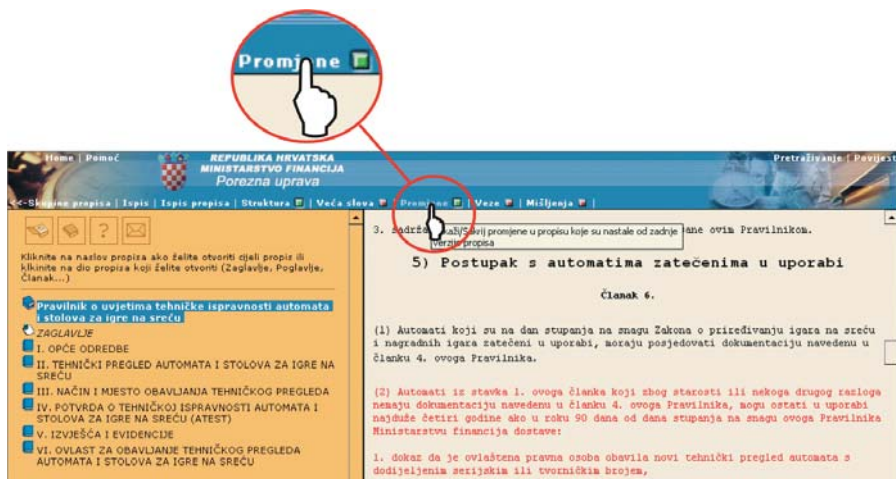 Promjene
Home | Pomoć
REPUBLIKA HRVATSKA
MINISTARSTVO FINANCIJA
Porezna uprava
Pretraživanje | Povijest
<<-Skupine propisa | Ispis | Ispis propisa | Struktura | Veća slova | Promjene | Veze | Mišljenja |
Kliknite na naslov propisa ako želite otvoriti cijeli propis ili
klkinite na dio propisa koji želite otvoriti (Zaglavlje, Poglavlje,
Članak...)
Pravilnik o uvjetima tehničke ispravnosti automata
i stolova za igre na sreću
ZAGLAVLJE
I. OPĆE ODREDBE
II. TEHNIČKI PREGLED AUTOMATA I STOLOVA ZA IGRE NA
SREĆU
III. NAČIN I MJESTO OBAVLJANJA TEHNIČKOG PREGLEDA
IV. POTVRDA O TEHNIČKOJ ISPRAVNOSTI AUTOMATA I
STOLOVA ZA IGRE NA SREĆU (ATEST)
V. IZVJEŠĆA I EVIDENCIJE
VI. OVLAST ZA OBAVLJANJE TEHNIČKOG PREGLEDA
AUTOMATA I STOLOVA ZA IGRE NA SREĆU
3. ovim Pravilnikom.
promjene u propisu koje su nastale od zadnje
verzije propisa
5) Postupak s automatima zatečenima u uporabi
Članak 6.
(1) Automati koji su na dan stupanja na snagu Zakona o priređivanju igara na sreću
i nagradnih igara zatečeni u uporabi, moraju posjedovati dokumentaciju navedenu u
članku 4. ovoga Pravilnika.
(2) Automati iz stavka 1. ovoga članka koji zbog starosti ili nekoga drugog razloga
nemaju dokumentaciju navedenu u članku 4. ovoga Pravilnika, mogu ostati u uporabi
najduže četiri godine ako u roku 90 dana od dana stupanja na snagu ovoga Pravilnika
Ministarstvu financija dostave:
1. dokaz da je ovlaštena pravna osoba obavila novi tehnički pregled automata s
dodijeljenim serijskim ili tvorničkim brojem,